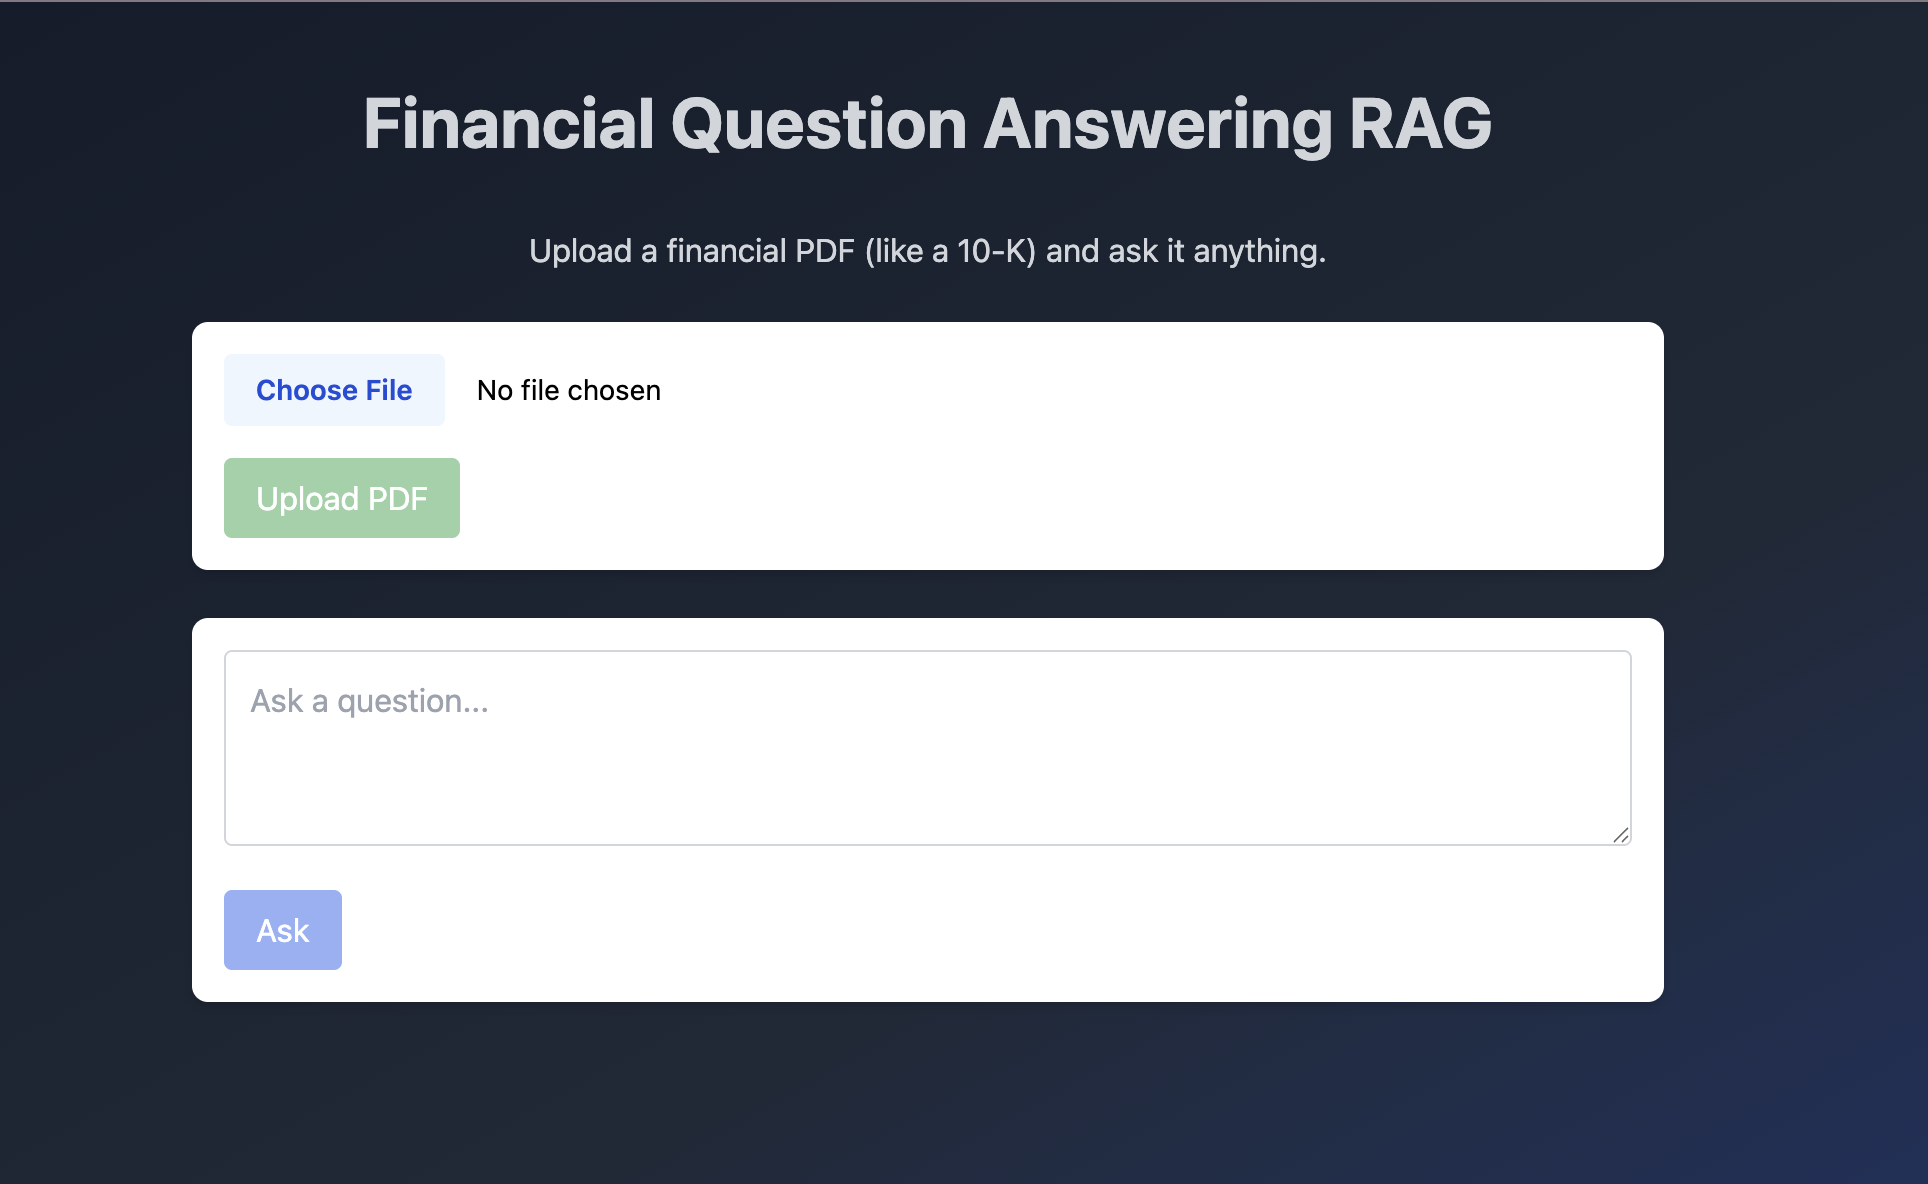 Financial Question Answering RAG
Upload a financial PDF (like a 10-K) and ask it anything.
Choose File No file chosen
Upload PDF
Ask a question...
Ask